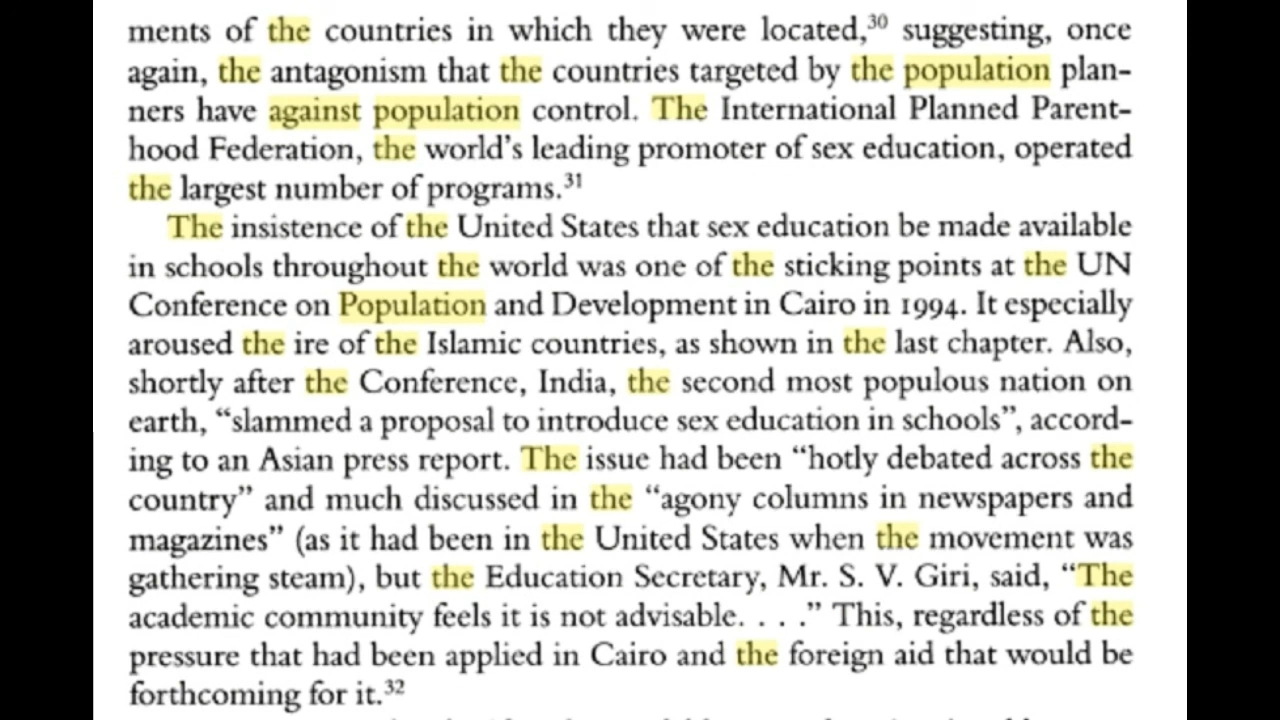 ments of the countries in which they were located,³⁰ suggesting, once
again, the antagonism that the countries targeted by the population plan-
ners have against population control. The International Planned Parent-
hood Federation, the world's leading promoter of sex education, operated
the largest number of programs.³¹
The insistence of the United States that sex education be made available
in schools throughout the world was one of the sticking points at the UN
Conference on Population and Development in Cairo in 1994. It especially
aroused the ire of the Islamic countries, as shown in the last chapter. Also,
shortly after the Conference, India, the second most populous nation on
earth, “slammed a proposal to introduce sex education in schools”, accord-
ing to an Asian press report. The issue had been “hotly debated across the
country” and much discussed in the “agony columns in newspapers and
magazines” (as it had been in the United States when the movement was
gathering steam), but the Education Secretary, Mr. S. V. Giri, said, “The
academic community feels it is not advisable. . . .” This, regardless of the
pressure that had been applied in Cairo and the foreign aid that would be
forthcoming for it.³²